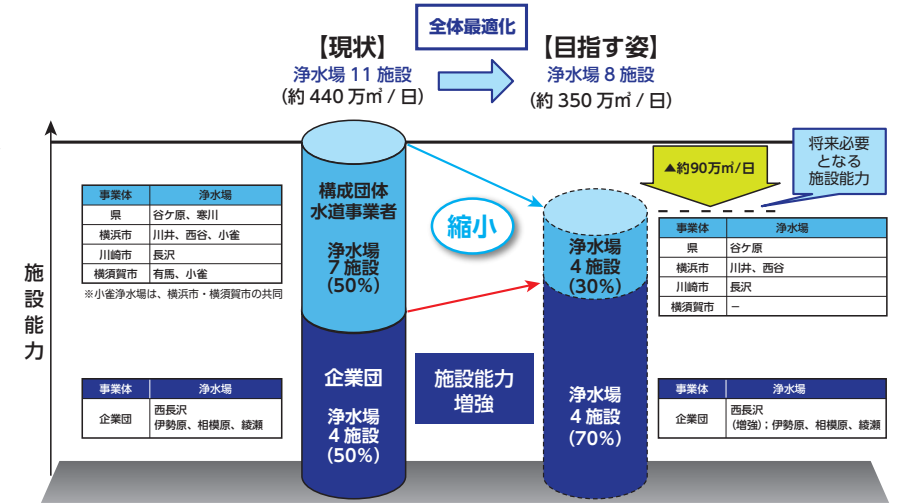 全体最適化
【現状】
浄水場 11 施設
(約 440 万㎥ / 日)
【目指す姿】
浄水場 8 施設
(約 350 万㎥ / 日)
施設能力
事業体 浄水場
県 谷ケ原、寒川
横浜市 川井、西谷、小雀
川崎市 長沢
横須賀市 有馬、小雀
※小雀浄水場は、横浜市・横須賀市の共同
事業体 浄水場
企業団 西長沢
伊勢原、相模原、綾瀬
構成団体
水道事業者
浄水場
7 施設
(50%)
企業団
浄水場
4 施設
(50%)
縮小
施設能力
増強
浄水場
4 施設
(30%)
浄水場
4 施設
(70%)
▲約90万㎥/日
将来必要
となる
施設能力
事業体 浄水場
県 谷ケ原
横浜市 川井、西谷
川崎市 長沢
横須賀市 −
事業体 浄水場
企業団 西長沢
(増強)；伊勢原、相模原、綾瀬